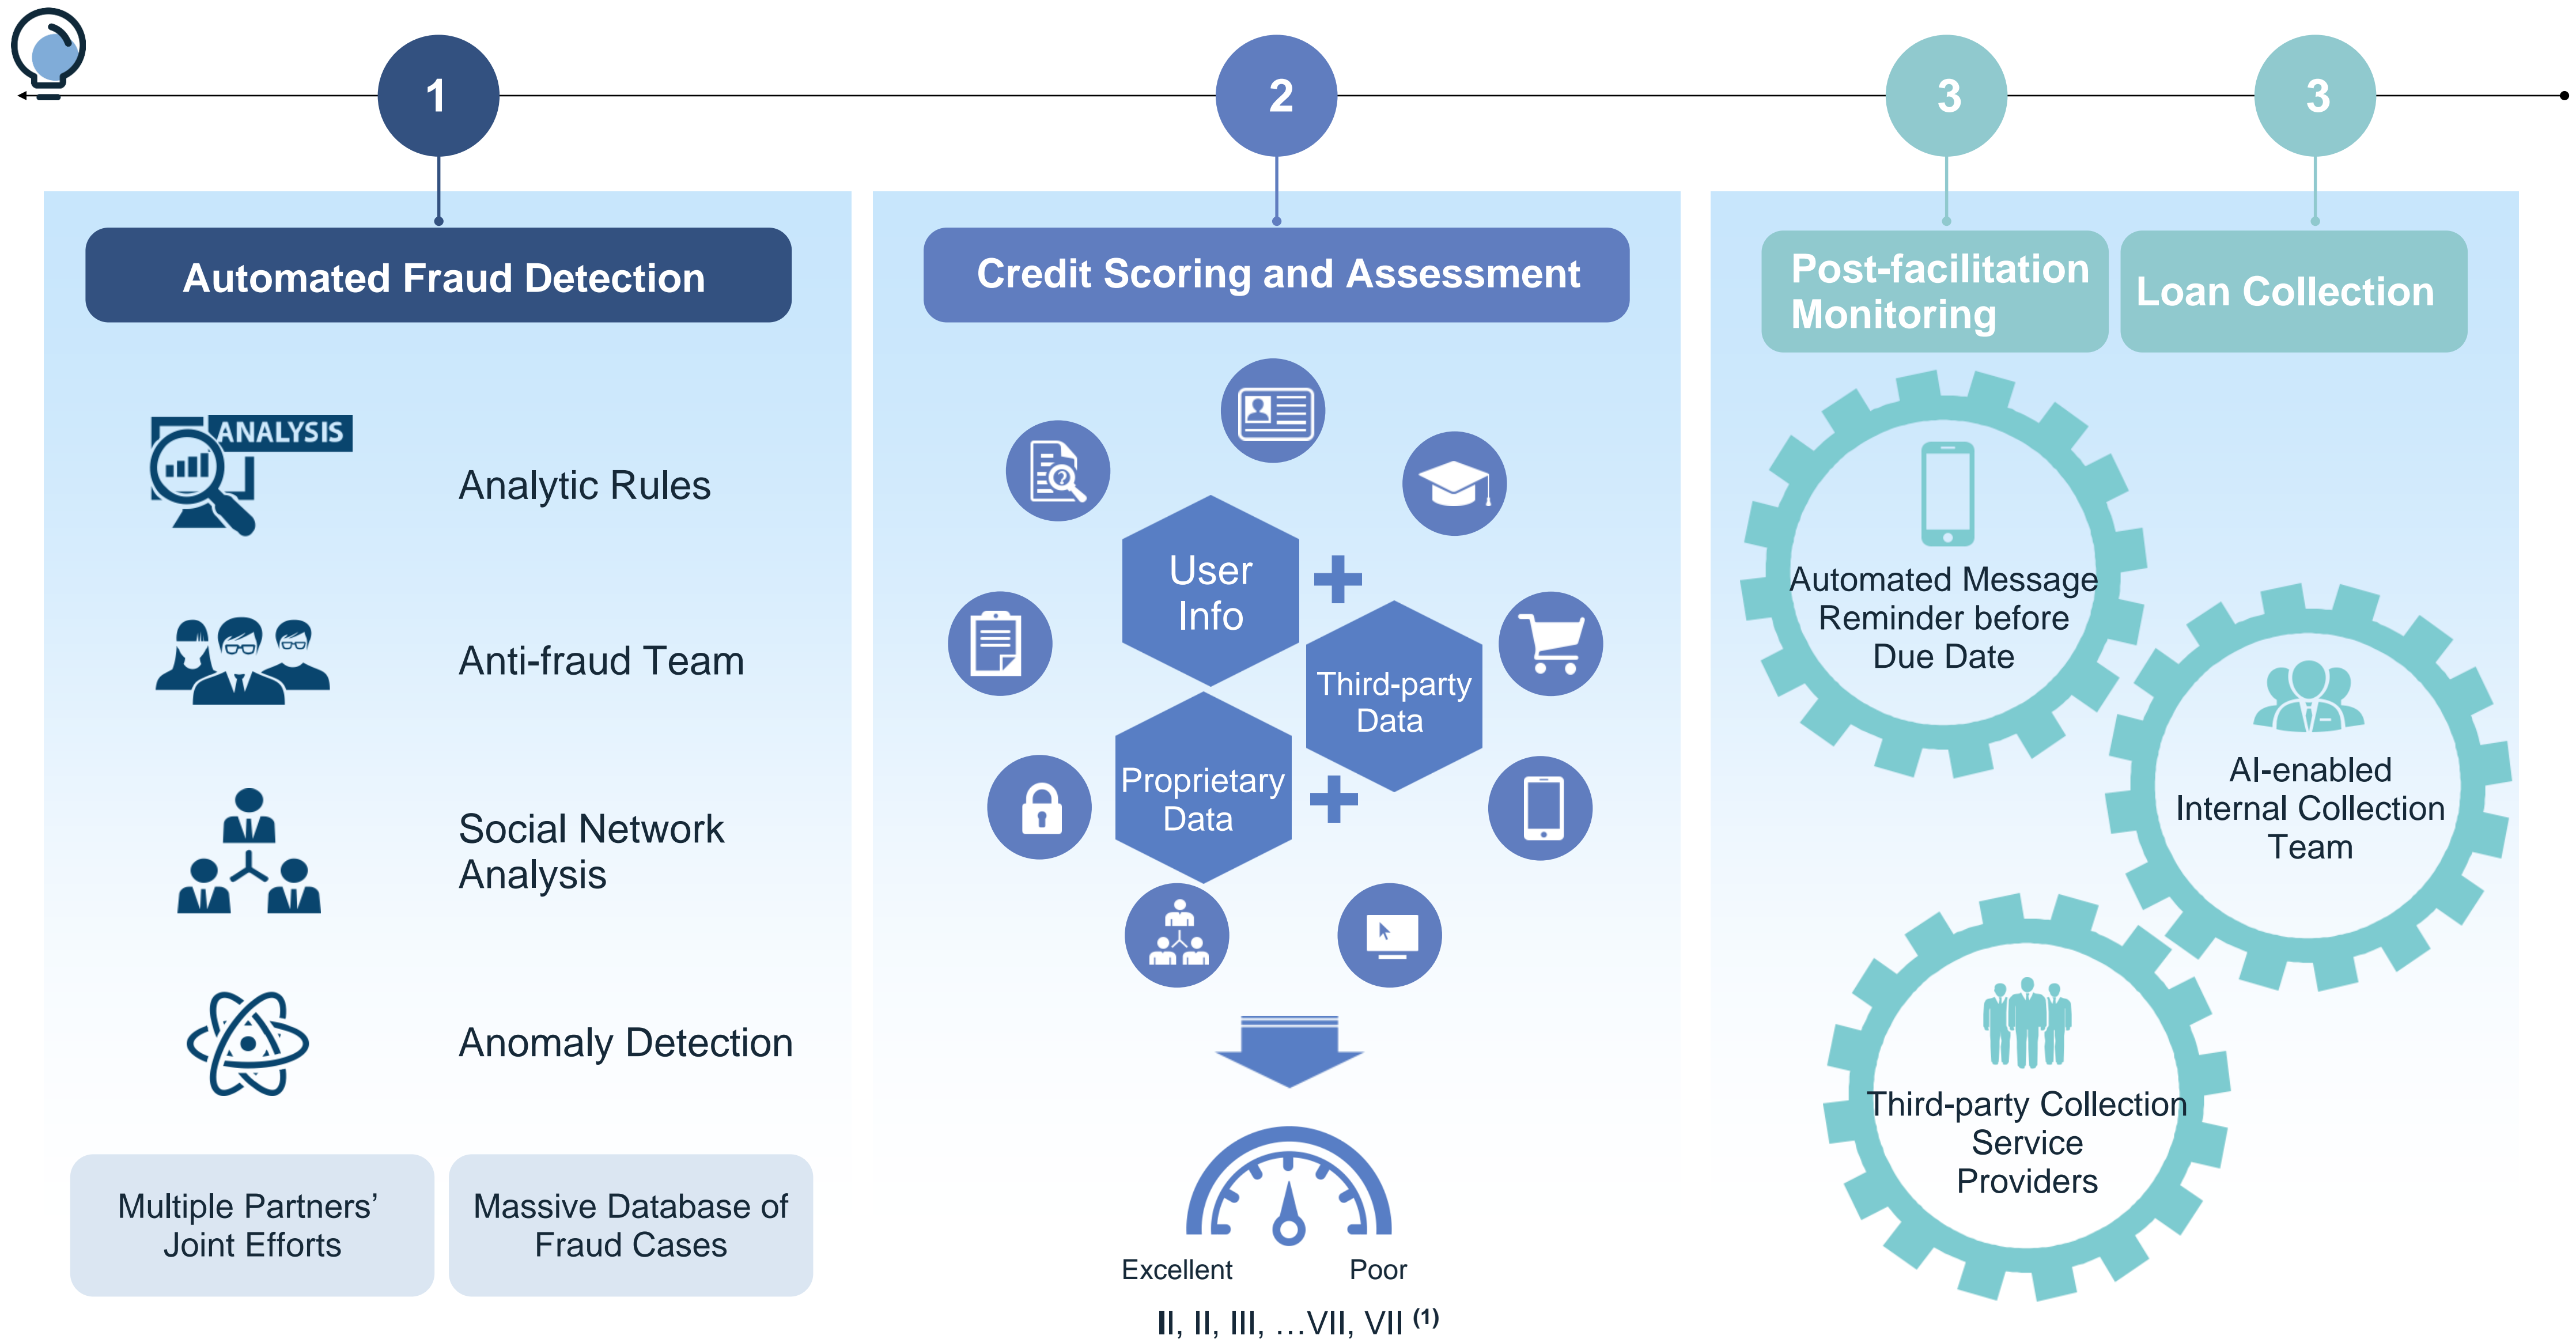 1
2
3
3
Automated Fraud Detection
ANALYSIS
Analytic Rules
Anti-fraud Team
Social Network
Analysis
Anomaly Detection
Multiple Partners’
Joint Efforts
Massive Database of
Fraud Cases
Credit Scoring and Assessment
?
User
Info
Third-party
Data
Proprietary
Data
Excellent
Poor
II, II, III, …VII, VII (1)
Post-facilitation
Monitoring
Loan Collection
Automated Message
Reminder before
Due Date
AI-enabled
Internal Collection
Team
Third-party Collection
Service
Providers